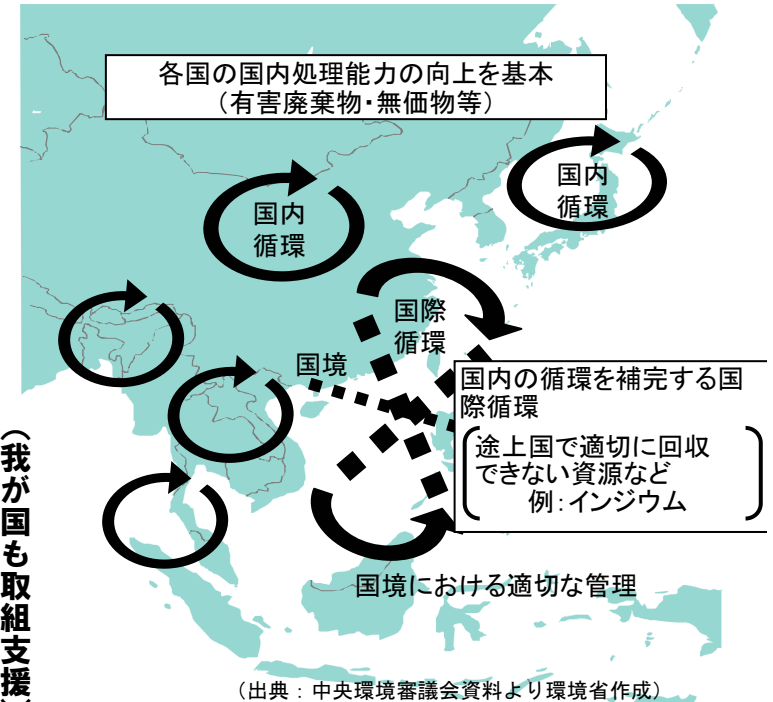 各国の国内処理能力の向上を基本
（有害廃棄物・無価物等）
国内
循環
国内
循環
国際
循環
国境
国内の循環を補完する国
際循環
途上国で適切に回収
できない資源など
例：インジウム
国境における適切な管理
（我が国も取組支援）
（出典：中央環境審議会資料より環境省作成）